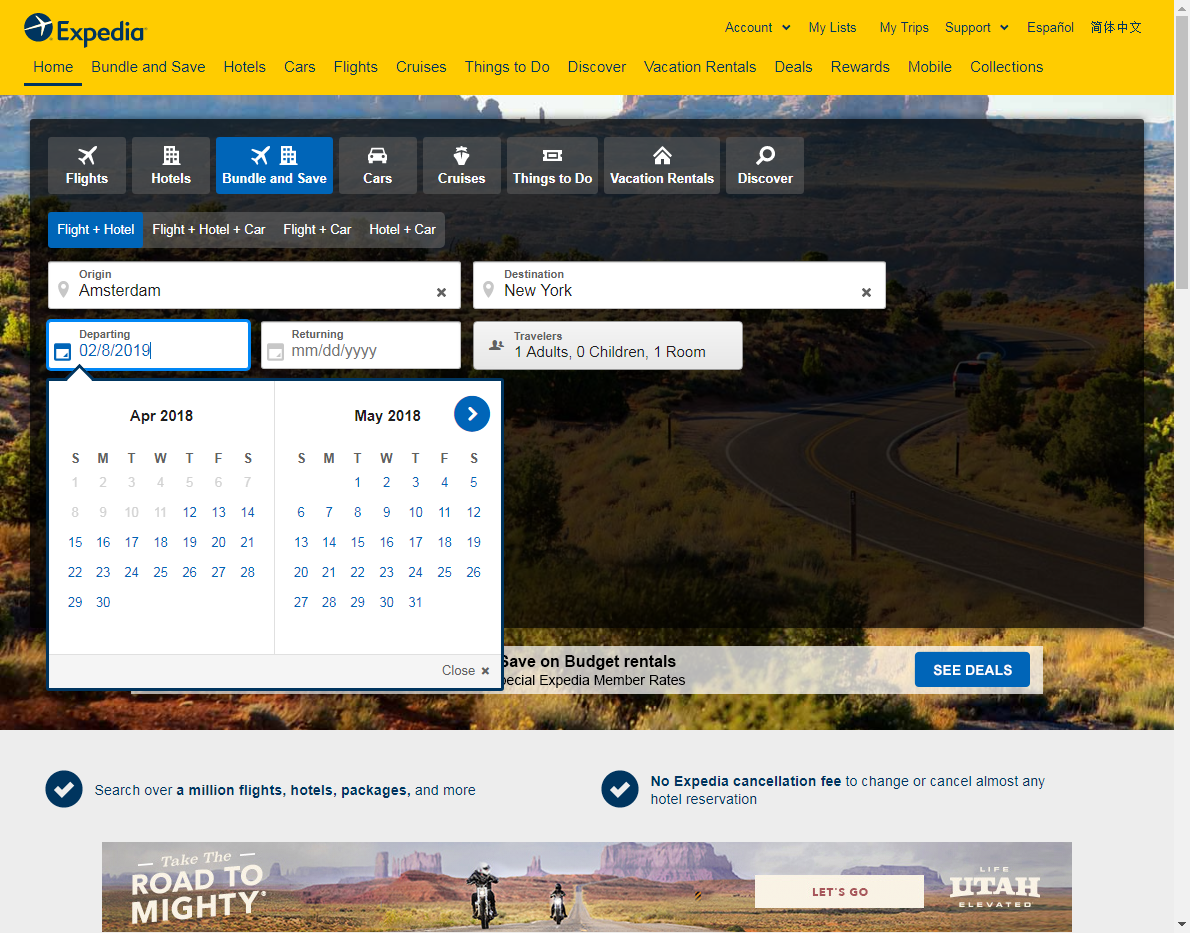 Expedia
Account
My Lists
My Trips
Support
Español
简体中文
Home
Bundle and Save
Hotels
Cars
Flights
Cruises
Things to Do
Discover
Vacation Rentals
Deals
Rewards
Mobile
Collections
Flights
Hotels
Bundle and Save
Cars
Cruises
Things to Do
Vacation Rentals
Discover
Flight + Hotel
Flight + Hotel + Car
Flight + Car
Hotel + Car
Origin
Amsterdam
Destination
New York
Departing
02/8/2019
Returning
mm/dd/yyyy
Travelers
1 Adults, 0 Children, 1 Room
Apr 2018
S M T W T F S
1 2 3 4 5 6 7
8 9 10 11 12 13 14
15 16 17 18 19 20 21
22 23 24 25 26 27 28
29 30
May 2018
S M T W T F S
1 2 3 4 5
6 7 8 9 10 11 12
13 14 15 16 17 18 19
20 21 22 23 24 25 26
27 28 29 30 31
Close
Save on Budget rentals
pecial Expedia Member Rates
SEE DEALS
Search over a million flights, hotels, packages, and more
No Expedia cancellation fee to change or cancel almost any
hotel reservation
Take The
ROAD TO
MIGHTY
LET'S GO
LIFE
UTAH
ELEVATED